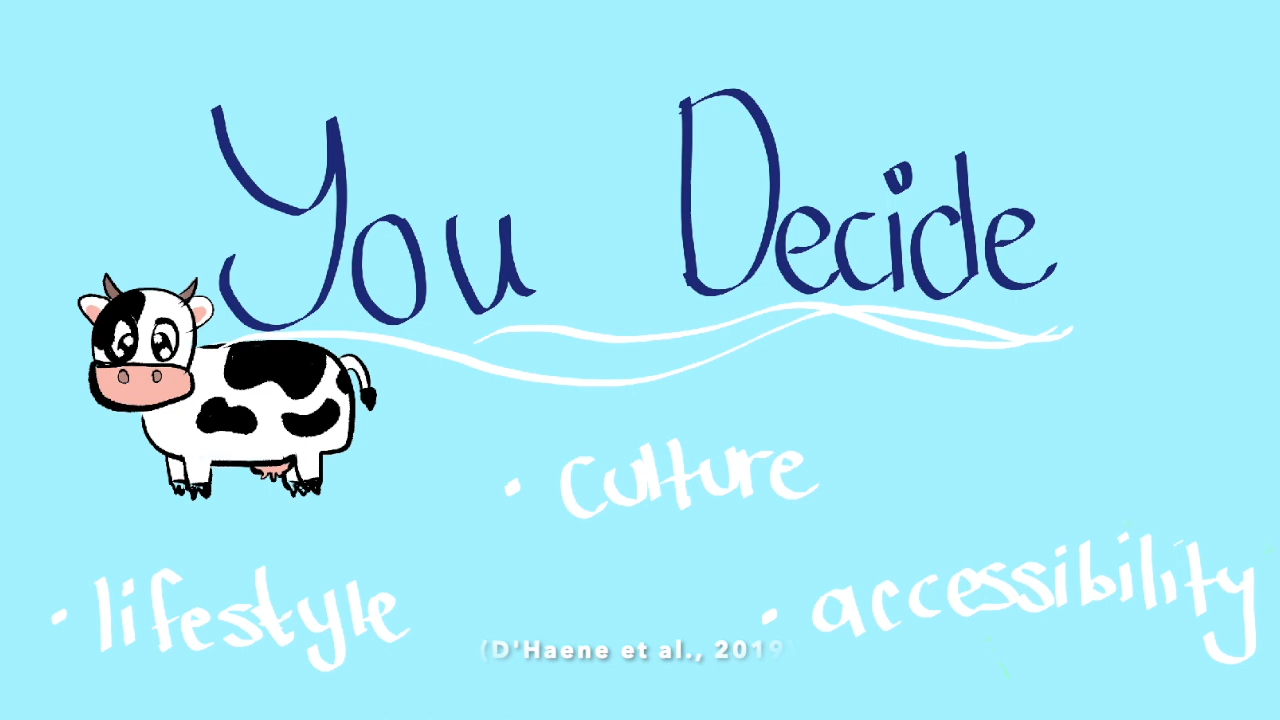 You Decide
• culture
• lifestyle
• accessibility
(D'Haene et al., 2019)